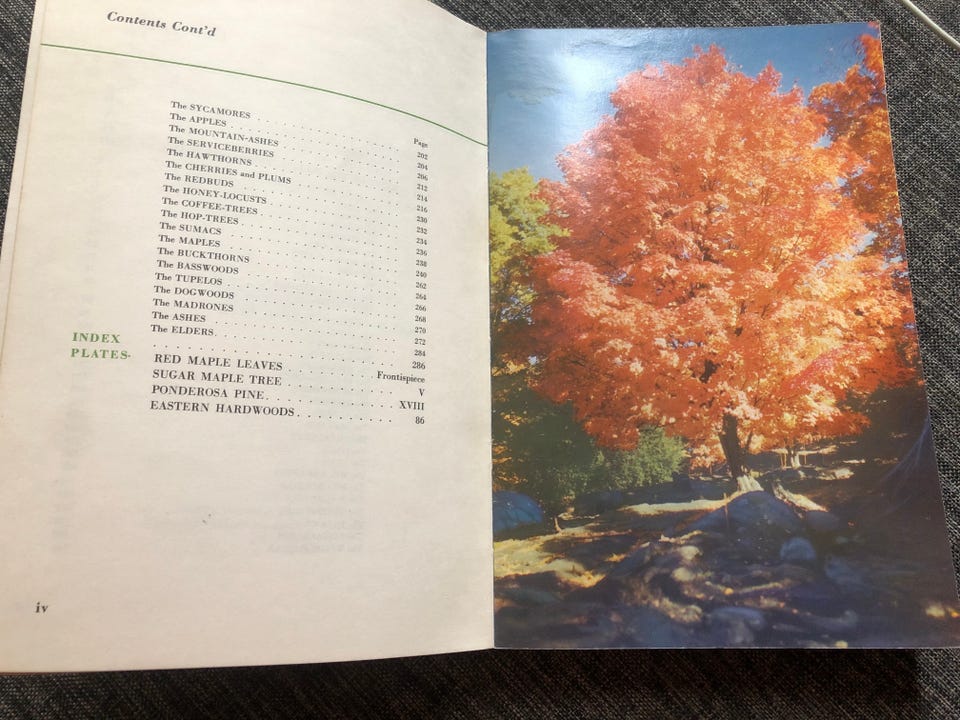 Contents Cont'd
Page
The SYCAMORES . . . . . . . . . . . . . . . 202
The APPLES . . . . . . . . . . . . . . . 204
The MOUNTAIN-ASHES . . . . . . . . . . . . . . . 206
The SERVICEBERRIES . . . . . . . . . . . . . . . 212
The HAWTHORNS . . . . . . . . . . . . . . . 214
The CHERRIES and PLUMS . . . . . . . . . . . . . . . 216
The REDBUDS . . . . . . . . . . . . . . . 230
The HONEY-LOCUSTS . . . . . . . . . . . . . . . 232
The COFFEE-TREES . . . . . . . . . . . . . . . 234
The HOP-TREES . . . . . . . . . . . . . . . 236
The SUMACS . . . . . . . . . . . . . . . 238
The MAPLES . . . . . . . . . . . . . . . 240
The BUCKTHORNS . . . . . . . . . . . . . . . 262
The BASSWOODS . . . . . . . . . . . . . . . 264
The TUPELOS . . . . . . . . . . . . . . . 266
The DOGWOODS . . . . . . . . . . . . . . . 268
The MADRONES . . . . . . . . . . . . . . . 270
The ASHES . . . . . . . . . . . . . . . 272
The ELDERS . . . . . . . . . . . . . . . 284
INDEX . . . . . . . . . . . . . . . 286
PLATES- RED MAPLE LEAVES . . . . . . . . . . Frontispiece
SUGAR MAPLE TREE . . . . . . . . . . . . V
PONDEROSA PINE . . . . . . . . . . . . XVIII
EASTERN HARDWOODS . . . . . . . . . . . . 86
iv